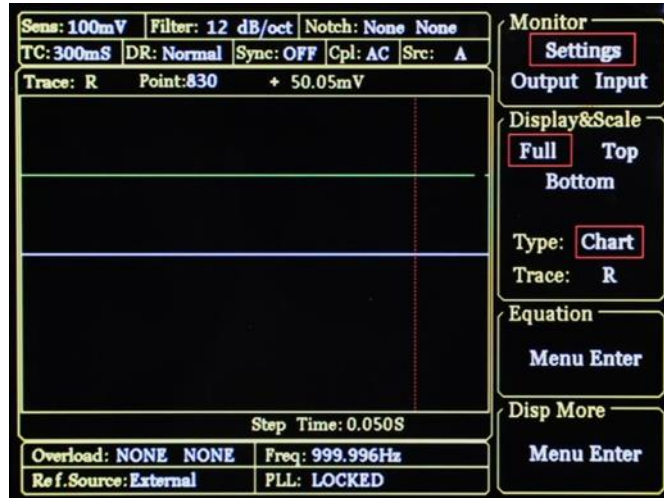 Sens: 100mV Filter: 12 dB/oct Notch: None None
TC: 300mS DR: Normal Sync: OFF Cpl: AC Src: A
Trace: R Point:830 + 50.05mV
Step Time: 0.050S
Overload: NONE NONE Freq: 999.996Hz
Ref.Source: External PLL: LOCKED
Monitor
Settings
Output Input
Display&Scale
Full Top
Bottom
Type: Chart
Trace: R
Equation
Menu Enter
Disp More
Menu Enter